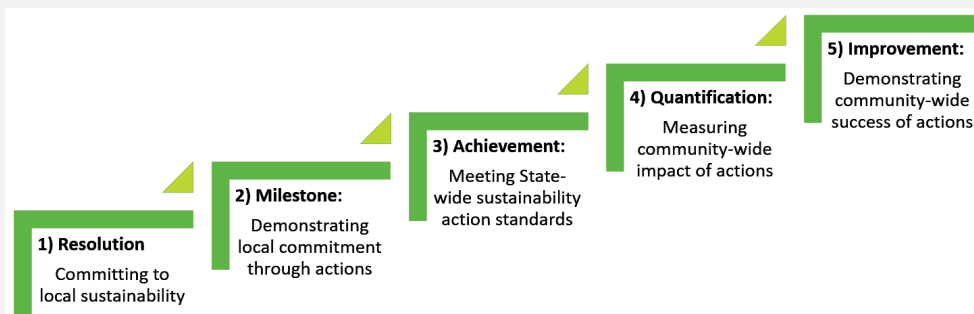 1) Resolution
Committing to
local sustainability
2) Milestone:
Demonstrating
local commitment
through actions
3) Achievement:
Meeting State-
wide sustainability
action standards
4) Quantification:
Measuring
community-wide
impact of actions
5) Improvement:
Demonstrating
community-wide
success of actions